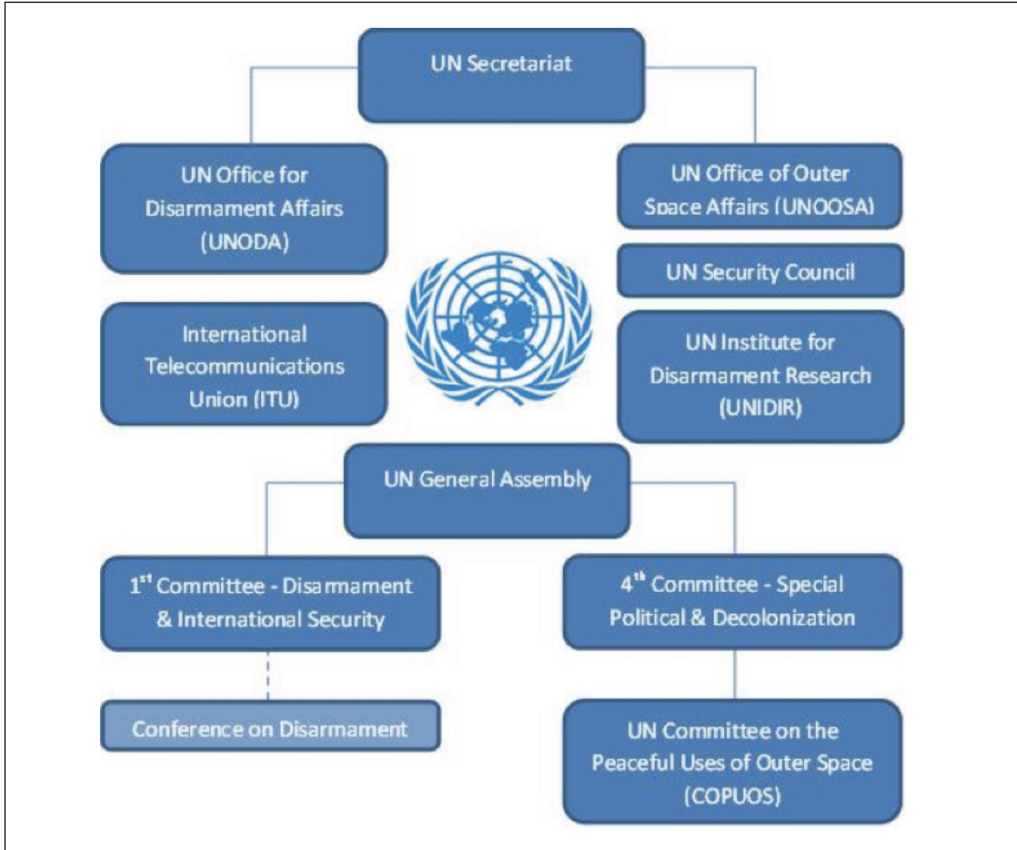 UN Secretariat
UN Office for
Disarmament Affairs
(UNODA)
UN Office of Outer
Space Affairs (UNOOSA)
UN Security Council
International
Telecommunications
Union (ITU)
UN Institute for
Disarmament Research
(UNIDIR)
UN General Assembly
1st Committee - Disarmament
& International Security
4th Committee - Special
Political & Decolonization
Conference on Disarmament
UN Committee on the
Peaceful Uses of Outer Space
(COPUOS)